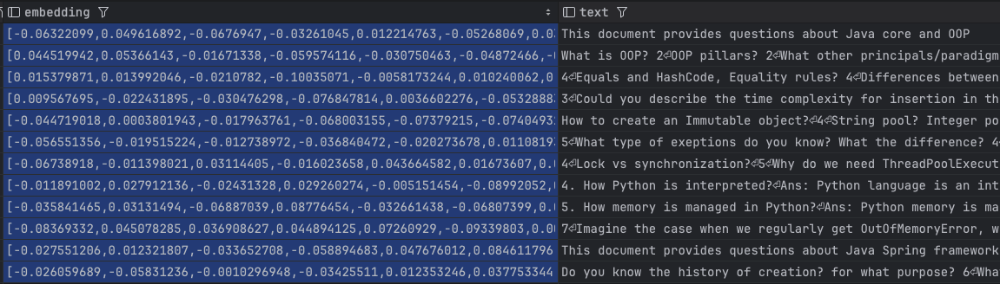 embedding text
[-0.06322099,0.049616892,-0.0676947,-0.03261045,0.012214763,-0.05268069,0.0 This document provides questions about Java core and OOP
[0.044519942,0.05366143,-0.01671338,-0.059574116,-0.030750463,-0.04872466,- What is OOP? 2⏎OOP pillars? 2⏎What other principals/paradigm
[0.015379871,0.013992046,-0.0210782,-0.10035071,-0.0058173244,0.010240062,0 4⏎Equals and HashCode, Equality rules? 4⏎Differences between
[0.009567695,-0.022431895,-0.030476298,-0.076847814,0.0036602276,-0.0532888 3⏎Could you describe the time complexity for insertion in th
[-0.044719018,0.0003801943,-0.017963761,-0.068003155,-0.07379215,-0.0740493 How to create an Immutable object?⏎4⏎String pool? Integer po
[-0.056551356,-0.019515224,-0.012738972,-0.036840472,-0.020273678,0.0110819 5⏎What type of exeptions do you know? What the difference? 4
[-0.06738918,-0.011398021,0.03114405,-0.016023658,0.043664582,0.01673607,0. 4⏎Lock vs synchronization?⏎5⏎Why do we need ThreadPoolExecut
[-0.011891002,0.027912136,-0.02431328,0.029260274,-0.005151454,-0.08992052, 4. How Python is interpreted?⏎Ans: Python language is an int
[-0.035841465,0.03131494,-0.06887039,0.08776454,-0.032661438,-0.06807399,0. 5. How memory is managed in Python?⏎Ans: Python memory is ma
[-0.08369332,0.045078285,0.036908627,0.044894125,0.07260929,-0.09339803,0.0 7⏎Imagine the case when we regularly get OutOfMemoryError, w
[-0.027551206,0.012321807,-0.033652708,-0.058894683,0.047676012,0.084611796 This document provides questions about Java Spring framework
[-0.026059689,-0.05831236,-0.0010296948,-0.03425511,0.012353246,0.037753344 Do you know the history of creation? for what purpose? 6⏎Wha